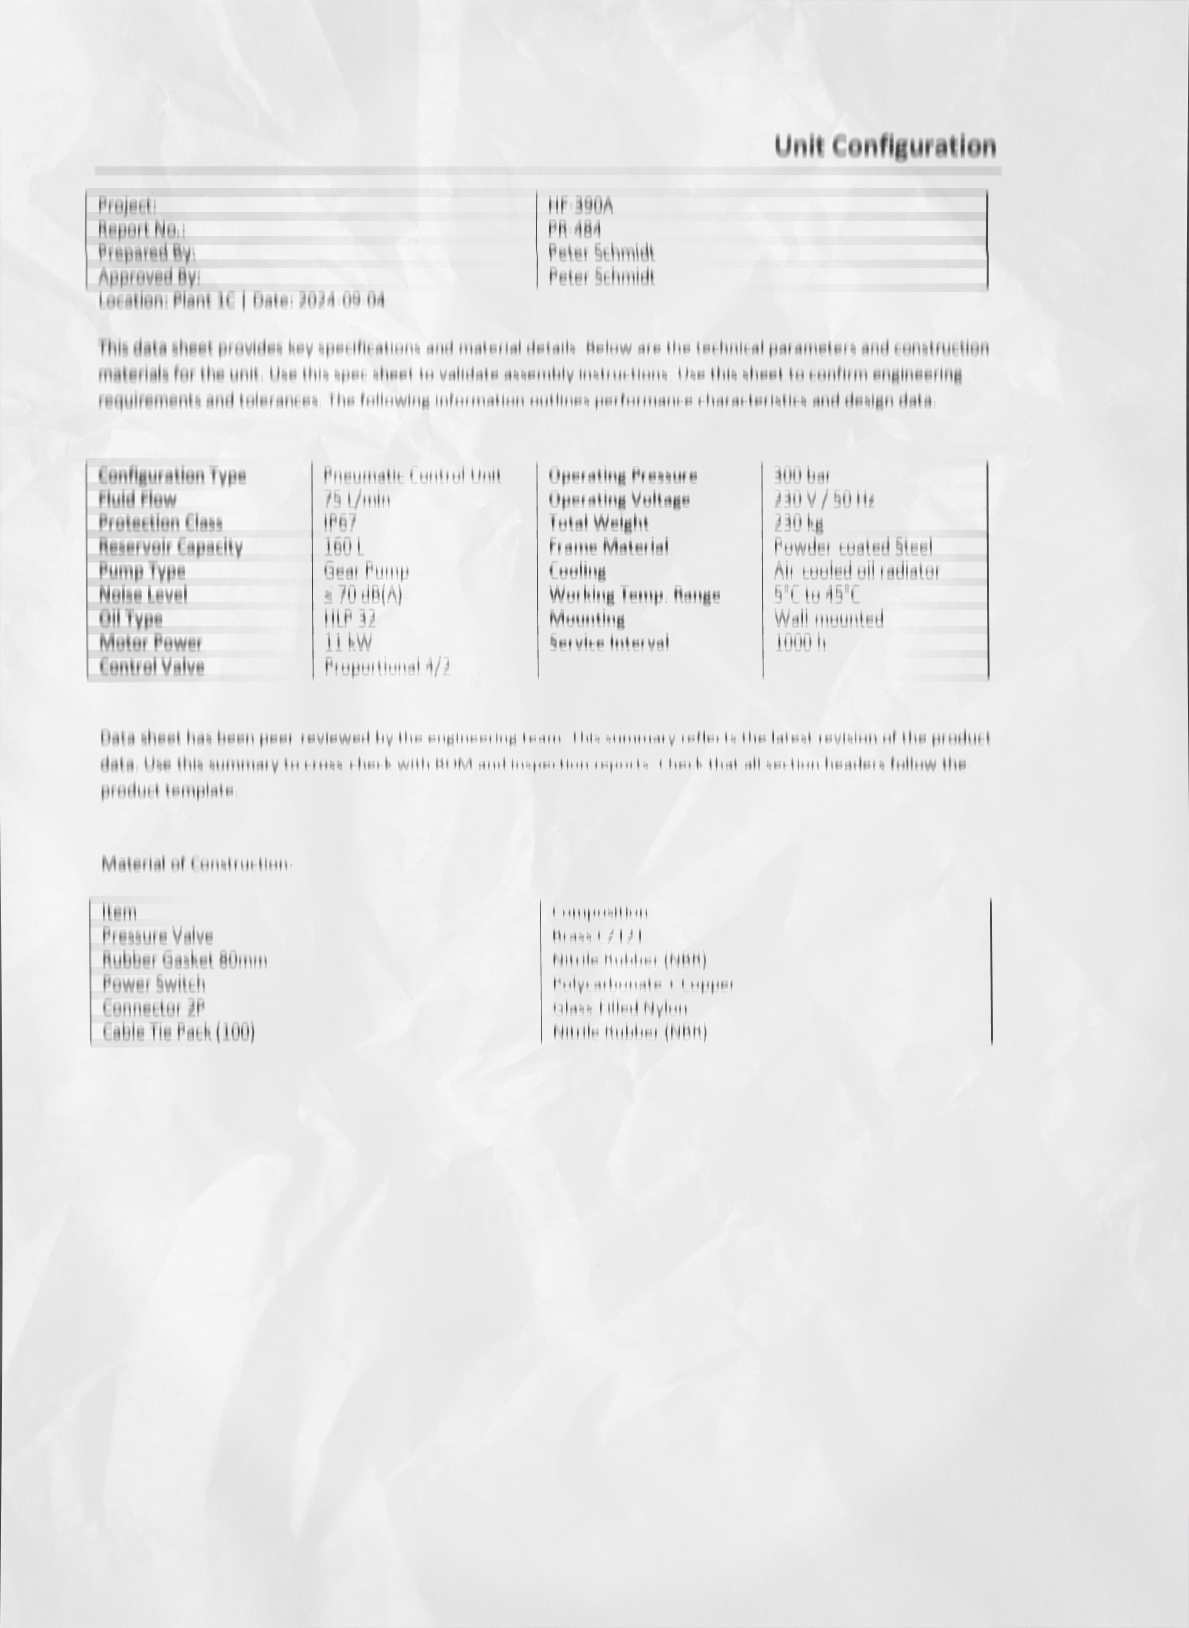 Unit Configuration
Project: HF-390A
Report No.: PR-484
Prepared By: Peter Schmidt
Approved By: Peter Schmidt
Location: Plant 1C | Date: 2024-09-04
This data sheet provides key specifications and material details. Below are the technical parameters and construction
materials for the unit. Use this spec sheet to validate assembly instructions. Use this sheet to confirm engineering
requirements and tolerances. The following information outlines performance characteristics and design data.
Configuration Type Pneumatic Control Unit Operating Pressure 300 bar
Fluid Flow 75 L/min Operating Voltage 230 V / 50 Hz
Protection Class IP67 Total Weight 230 kg
Reservoir Capacity 160 L Frame Material Powder-coated Steel
Pump Type Gear Pump Cooling Air-cooled oil radiator
Noise Level ≤ 70 dB(A) Working Temp. Range 5°C to 45°C
Oil Type HLP 32 Mounting Wall-mounted
Motor Power 11 kW Service Interval 1000 h
Control Valve Proportional 4/2
Data sheet has been peer-reviewed by the engineering team. This summary reflects the latest revision of the product
data. Use this summary to cross-check with BOM and inspection reports. Check that all section headers follow the
product template.
Material of Construction:
Item Composition
Pressure Valve Brass
Rubber Gasket 80mm Nitrile Rubber (NBR)
Power Switch Polycarbonate + Copper
Connector 2P Glass-Filled Nylon
Cable Tie Pack (100) Nitrile Rubber (NBR)